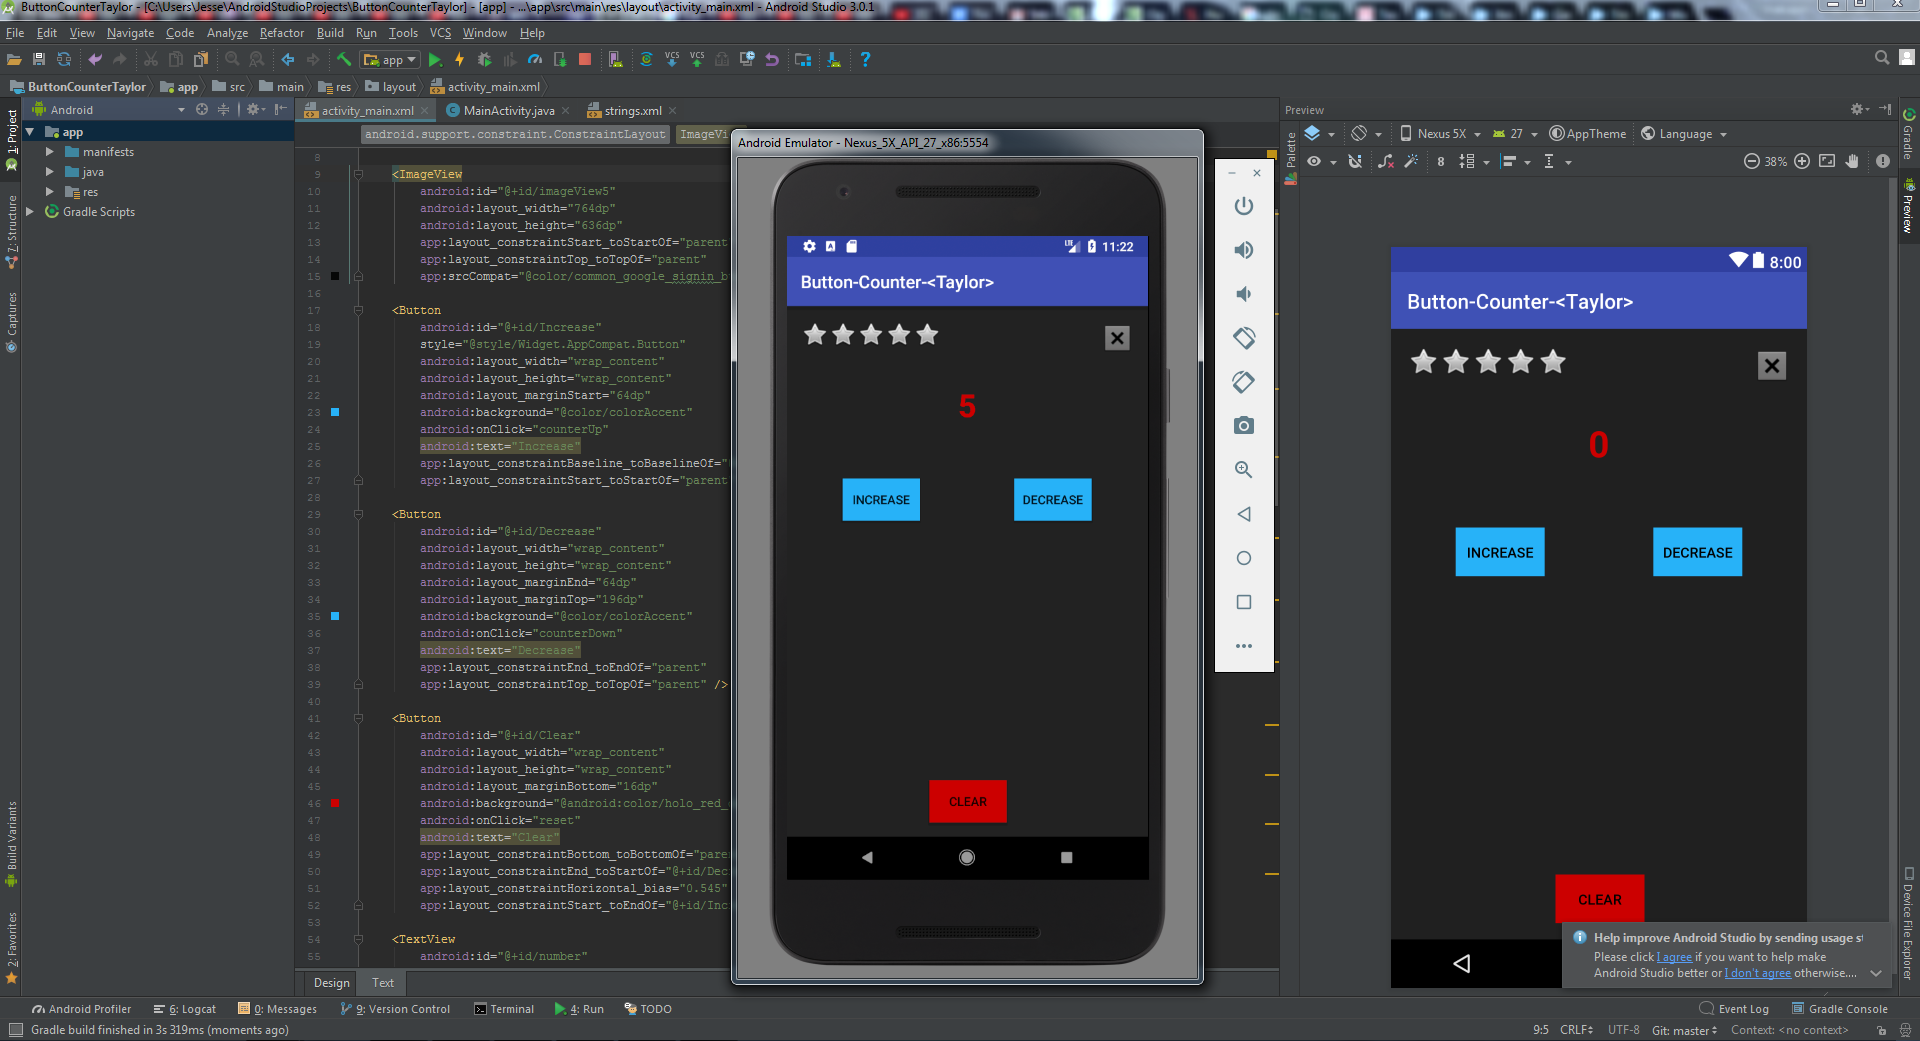 ButtonCounterTaylor - [C:\Users\Jesse\AndroidStudioProjects\ButtonCounterTaylor] - [app] - ...\app\src\main\res\layout\activity_main.xml - Android Studio 3.0.1
File Edit View Navigate Code Analyze Refactor Build Run Tools VCS Window Help
app
VCS VCS
ButtonCounterTaylor app src main res layout activity_main.xml
Android
activity_main.xml MainActivity.java strings.xml
Preview
android.support.constraint.ConstraintLayout
Nexus 5X 27 AppTheme Language
8
38%
1: Project
7: Structure
Captures
Build Variants
2: Favorites
app
manifests
java
res
Gradle Scripts
8
9 <ImageView
10 android:id="@+id/imageView5"
11 android:layout_width="764dp"
12 android:layout_height="636dp"
13 app:layout_constraintStart_toStartOf="parent
14 app:layout_constraintTop_toTopOf="parent"
15 app:srcCompat="@color/common_google_signin_b
16
17 <Button
18 android:id="@+id/Increase"
19 style="@style/Widget.AppCompat.Button"
20 android:layout_width="wrap_content"
21 android:layout_height="wrap_content"
22 android:layout_marginStart="64dp"
23 android:background="@color/colorAccent"
24 android:onClick="counterUp"
25 android:text="Increase"
26 app:layout_constraintBaseline_toBaselineOf="
27 app:layout_constraintStart_toStartOf="parent
28
29 <Button
30 android:id="@+id/Decrease"
31 android:layout_width="wrap_content"
32 android:layout_height="wrap_content"
33 android:layout_marginEnd="64dp"
34 android:layout_marginTop="196dp"
35 android:background="@color/colorAccent"
36 android:onClick="counterDown"
37 android:text="Decrease"
38 app:layout_constraintEnd_toEndOf="parent"
39 app:layout_constraintTop_toTopOf="parent" />
40
41 <Button
42 android:id="@+id/Clear"
43 android:layout_width="wrap_content"
44 android:layout_height="wrap_content"
45 android:layout_marginBottom="16dp"
46 android:background="@android:color/holo_red_
47 android:onClick="reset"
48 android:text="Clear"
49 app:layout_constraintBottom_toBottomOf="pare
50 app:layout_constraintEnd_toStartOf="@+id/Dec
51 app:layout_constraintHorizontal_bias="0.545"
52 app:layout_constraintStart_toEndOf="@+id/Inc
53
54 <TextView
55 android:id="@+id/number"
Design Text
Android Emulator - Nexus_5X_API_27_x86:5554
LTE 11:22
Button-Counter-<Taylor>
5
INCREASE DECREASE
CLEAR
Palette
8:00
Button-Counter-<Taylor>
0
INCREASE DECREASE
CLEAR
Help improve Android Studio by sending usage st
Please click I agree if you want to help make
Android Studio better or I don't agree otherwise....
Gradle
Preview
Device File Explorer
Android Profiler 6: Logcat 0: Messages 9: Version Control Terminal 4: Run TODO Event Log Gradle Console
Gradle build finished in 3s 319ms (moments ago) 9:5 CRLF UTF-8 Git: master Context: <no context>